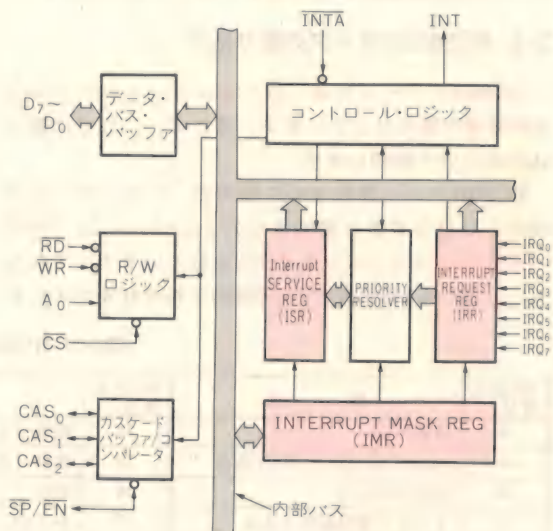 INTA
INT
D7~
D0
データ・
バス・
バッファ
コントロール・ロジック
RD
WR
A0
CS
R/W
ロジック
Interrupt
SERVICE
REG
(ISR)
PRIORITY
RESOLVER
INTERRUPT
REQUEST
REG
(IRR)
IRQ0
IRQ1
IRQ2
IRQ3
IRQ4
IRQ5
IRQ6
IRQ7
CAS0
CAS1
CAS2
カスケード
バッファ/コ
ンパレータ
SP/EN
INTERRUPT MASK REG
(IMR)
内部バス